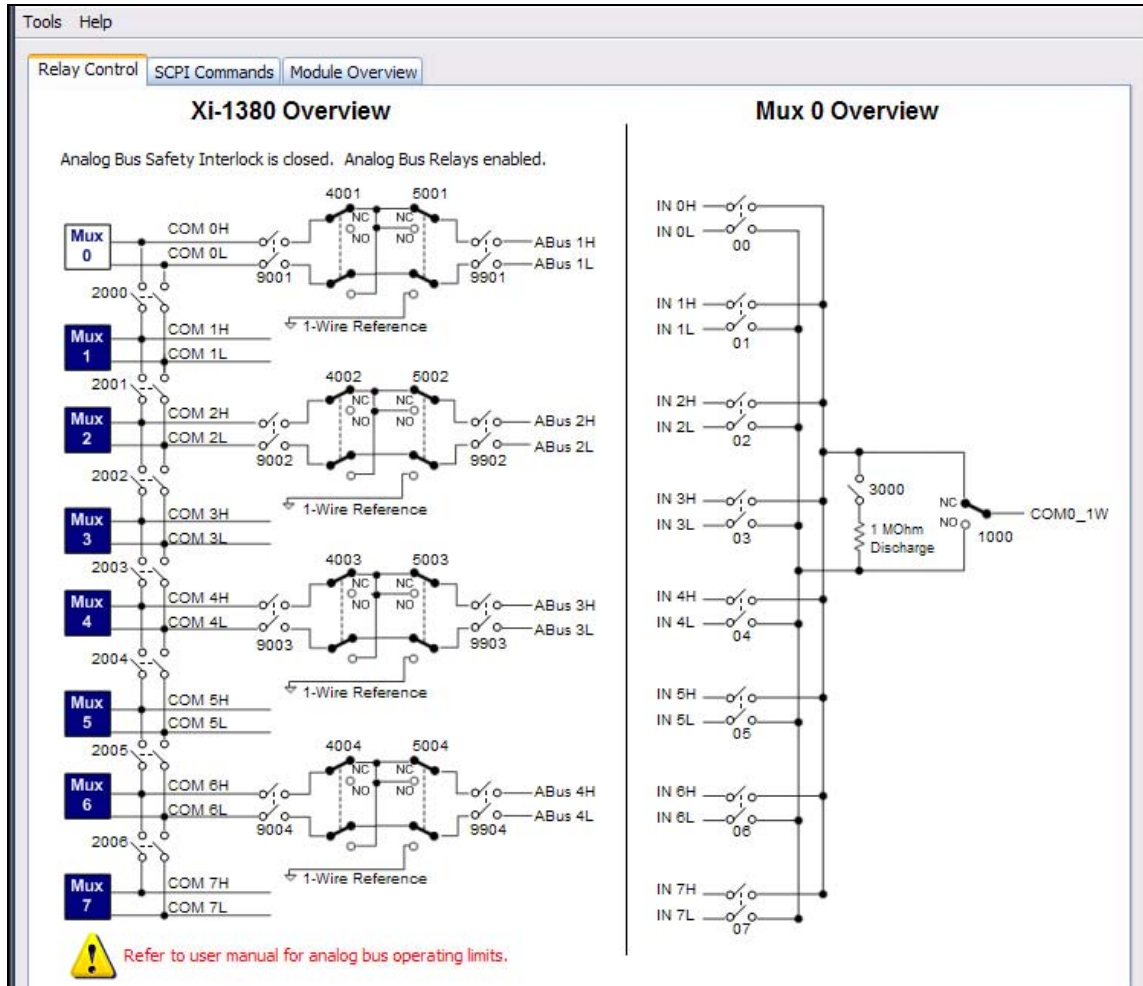 Tools Help
Relay Control SCPI Commands Module Overview
Xi-1380 Overview
Analog Bus Safety Interlock is closed. Analog Bus Relays enabled.
4001 5001
Mux 0
COM 0H
COM 0L
NC NC
NO NO
9001 9901
ABus 1H
ABus 1L
2000
1-Wire Reference
Mux 1
COM 1H
COM 1L
2001
4002 5002
Mux 2
COM 2H
COM 2L
NC NC
NO NO
9002 9902
ABus 2H
ABus 2L
2002
1-Wire Reference
Mux 3
COM 3H
COM 3L
2003
4003 5003
Mux 4
COM 4H
COM 4L
NC NC
NO NO
9003 9903
ABus 3H
ABus 3L
2004
1-Wire Reference
Mux 5
COM 5H
COM 5L
2005
4004 5004
Mux 6
COM 6H
COM 6L
NC NC
NO NO
9004 9904
ABus 4H
ABus 4L
2006
1-Wire Reference
Mux 7
COM 7H
COM 7L
Refer to user manual for analog bus operating limits.
Mux 0 Overview
IN 0H
IN 0L
00
IN 1H
IN 1L
01
IN 2H
IN 2L
02
IN 3H
IN 3L
03
3000
1 MOhm
Discharge
NC
NO
1000
COM0_1W
IN 4H
IN 4L
04
IN 5H
IN 5L
05
IN 6H
IN 6L
06
IN 7H
IN 7L
07